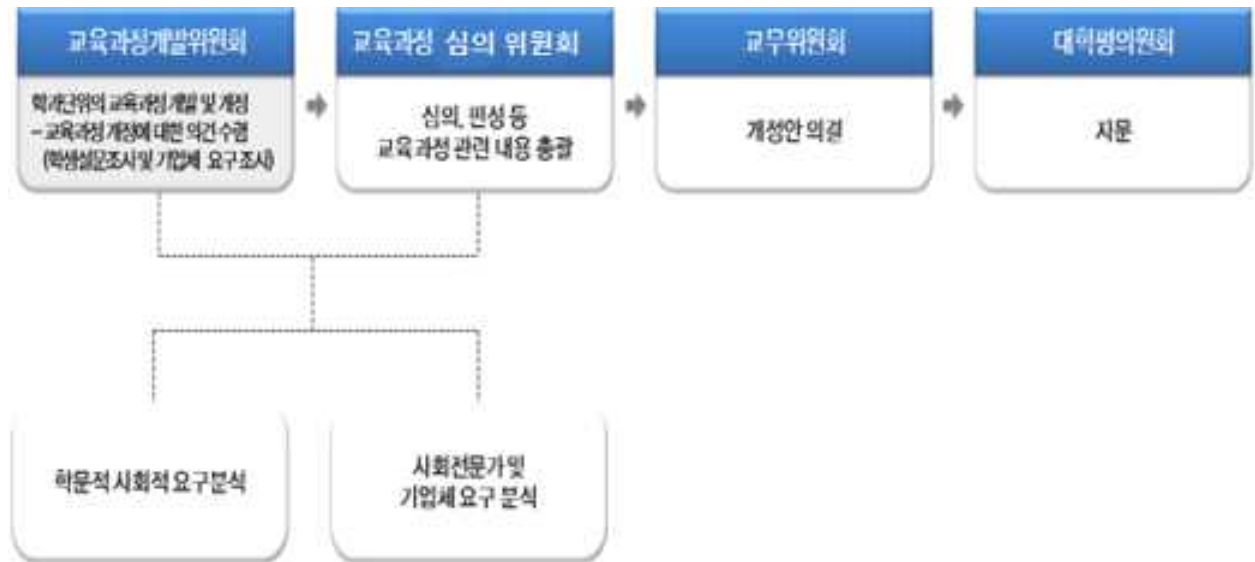 교육과정개발위원회
학과단위의 교육과정 개발 및 개정
- 교육과정 개정에 대한 의견 수렴
(학생설문조사 및 기업체 요구 조사)
교육과정 심의 위원회
심의, 편성 등
교육 과정 관련 내용 총괄
교무위원회
개정안 의결
대학평의원회
자문
학문적 사회적 요구분석
사회전문가 및
기업체 요구 분석